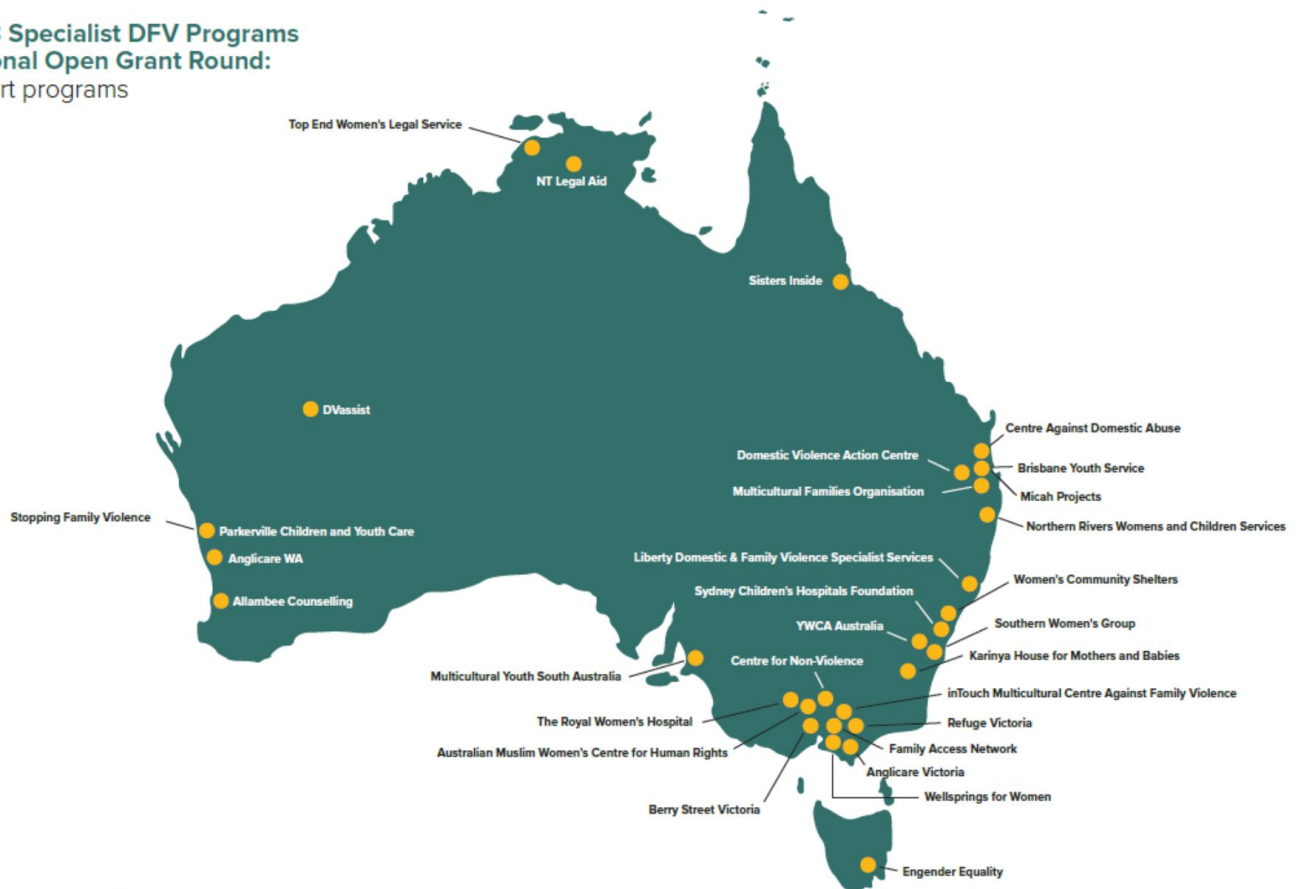 Specialist DFV Programs
Open Grant Round:
programs
Top End Women's Legal Service
NT Legal Aid
Sisters Inside
DVassist
Centre Against Domestic Abuse
Domestic Violence Action Centre
Brisbane Youth Service
Multicultural Families Organisation
Micah Projects
Stopping Family Violence
Northern Rivers Womens and Children Services
Parkerville Children and Youth Care
Anglicare WA
Liberty Domestic & Family Violence Specialist Services
Women's Community Shelters
Sydney Children's Hospitals Foundation
Allambee Counselling
Southern Women's Group
YWCA Australia
Karinya House for Mothers and Babies
Centre for Non-Violence
Multicultural Youth South Australia
inTouch Multicultural Centre Against Family Violence
The Royal Women's Hospital
Refuge Victoria
Family Access Network
Australian Muslim Women's Centre for Human Rights
Anglicare Victoria
Wellsprings for Women
Berry Street Victoria
Engender Equality